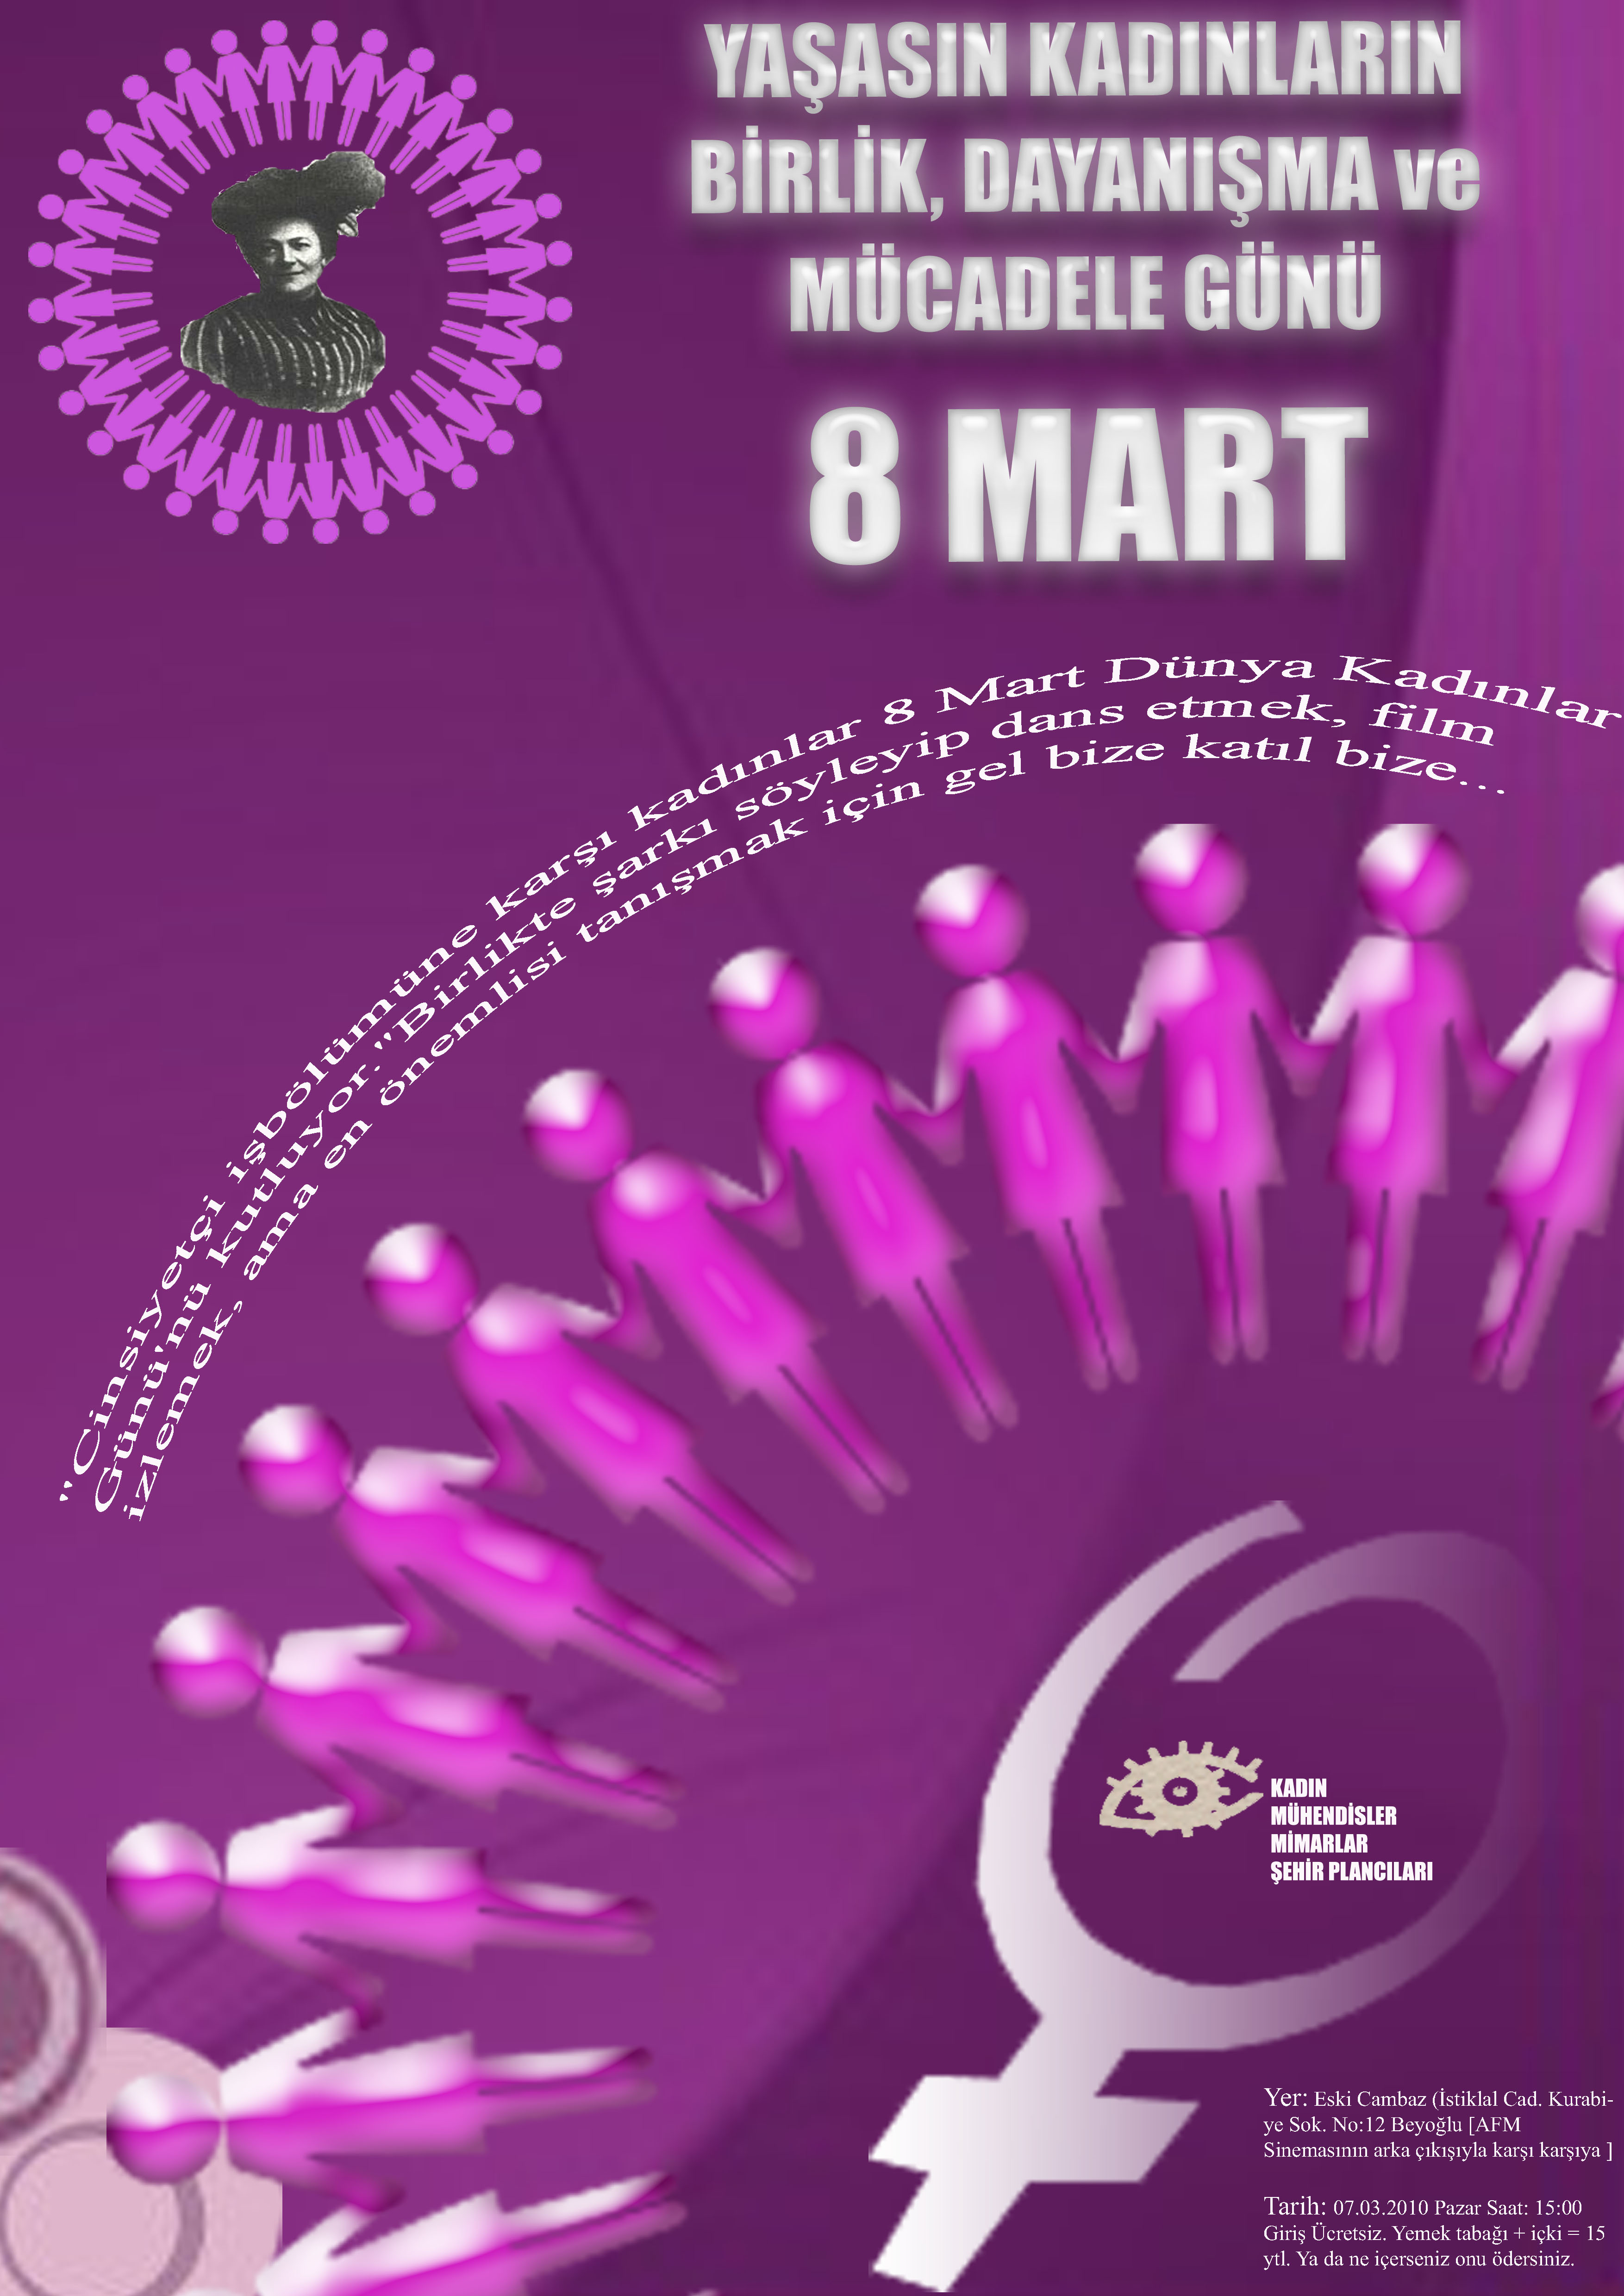 YAŞASIN KADINLARIN
BİRLİK, DAYANIŞMA ve
MÜCADELE GÜNÜ
8 MART
"Cinsiyetçi işbölümüne karşı kadınlar 8 Mart Dünya Kadınlar
Günü'nü kutluyor."Birlikte şarkı söyleyip dans etmek, film
izlemek, ama en önemlisi tanışmak için gel bize katıl bize...
KADIN
MÜHENDİSLER
MİMARLAR
ŞEHİR PLANCILARI
Yer: Eski Cambaz (İstiklal Cad. Kurabi-
ye Sok. No:12 Beyoğlu [AFM
Sinemasının arka çıkışıyla karşı karşıya ]
Tarih: 07.03.2010 Pazar Saat: 15:00
Giriş Ücretsiz. Yemek tabağı + içki = 15
ytl. Ya da ne içerseniz onu ödersiniz.